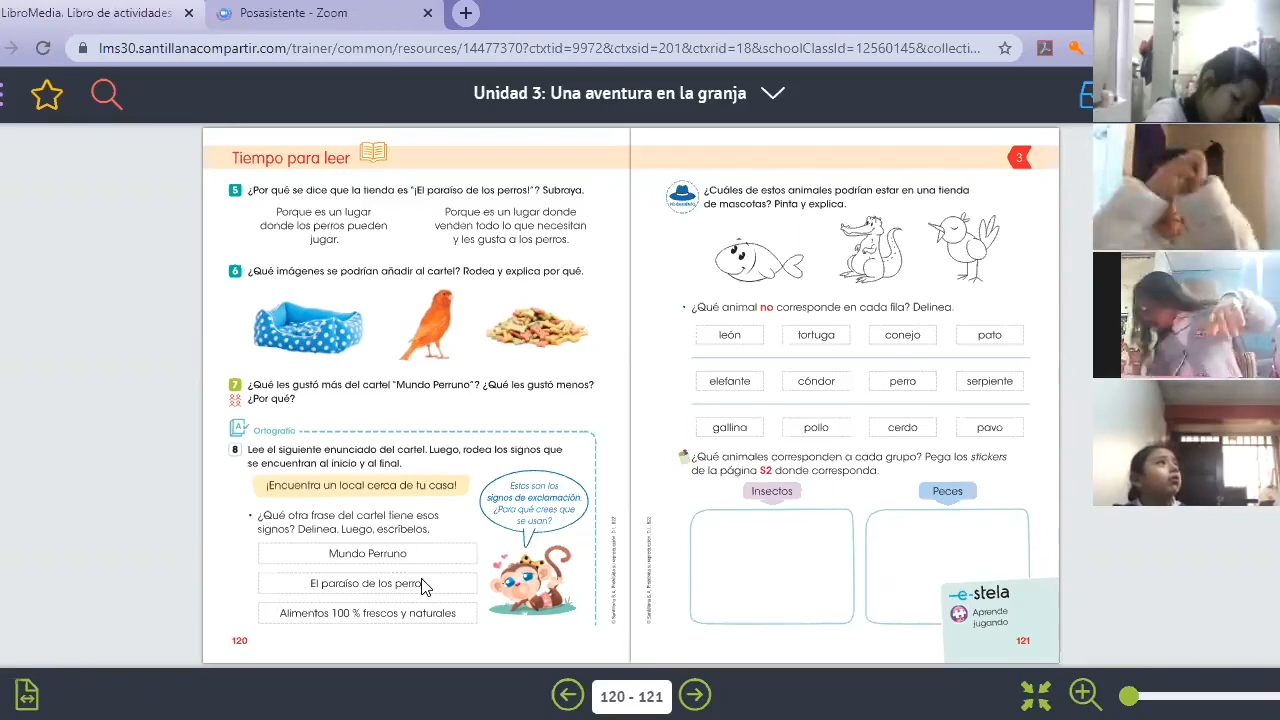 LibroMedia. Libro de actividades
Posasistente - Zoom
lms30.santillanacompartir.com/trainer/common/resources/14477370?ctxid=9972&ctxsid=201&ctxrid=18&schoolClassId=12560145&collecti...
Unidad 3: Una aventura en la granja
Tiempo para leer
5 ¿Por qué se dice que la tienda es “¡El paraíso de los perros!”? Subraya.
Porque es un lugar
donde los perros pueden
jugar.
Porque es un lugar donde
venden todo lo que necesitan
y les gusta a los perros.
6 ¿Qué imágenes se podrían añadir al cartel? Rodea y explica por qué.
7 ¿Qué les gustó más del cartel “Mundo Perruno”? ¿Qué les gustó menos?
¿Por qué?
A
Ortografía
8 Lee el siguiente enunciado del cartel. Luego, rodea los signos que
se encuentran al inicio y al final.
¡Encuentra un local cerca de tu casa!
• ¿Qué otra frase del cartel tiene esos
signos? Delinea. Luego, escríbelos.
Mundo Perruno
El paraíso de los perro
Alimentos 100 % frescos y naturales
Estos son los
signos de exclamación.
¿Para qué crees que
se usan?
120
3
¿Cuáles de estos animales podrían estar en una tienda
de mascotas? Pinta y explica.
• ¿Qué animal no corresponde en cada fila? Delinea.
león tortuga conejo pato
elefante cóndor perro serpiente
gallina pollo cerdo pavo
¿Qué animales corresponden a cada grupo? Pega los stickers
de la página S2 donde corresponda.
Insectos Peces
e-stela
Aprende
jugando
121
120 - 121